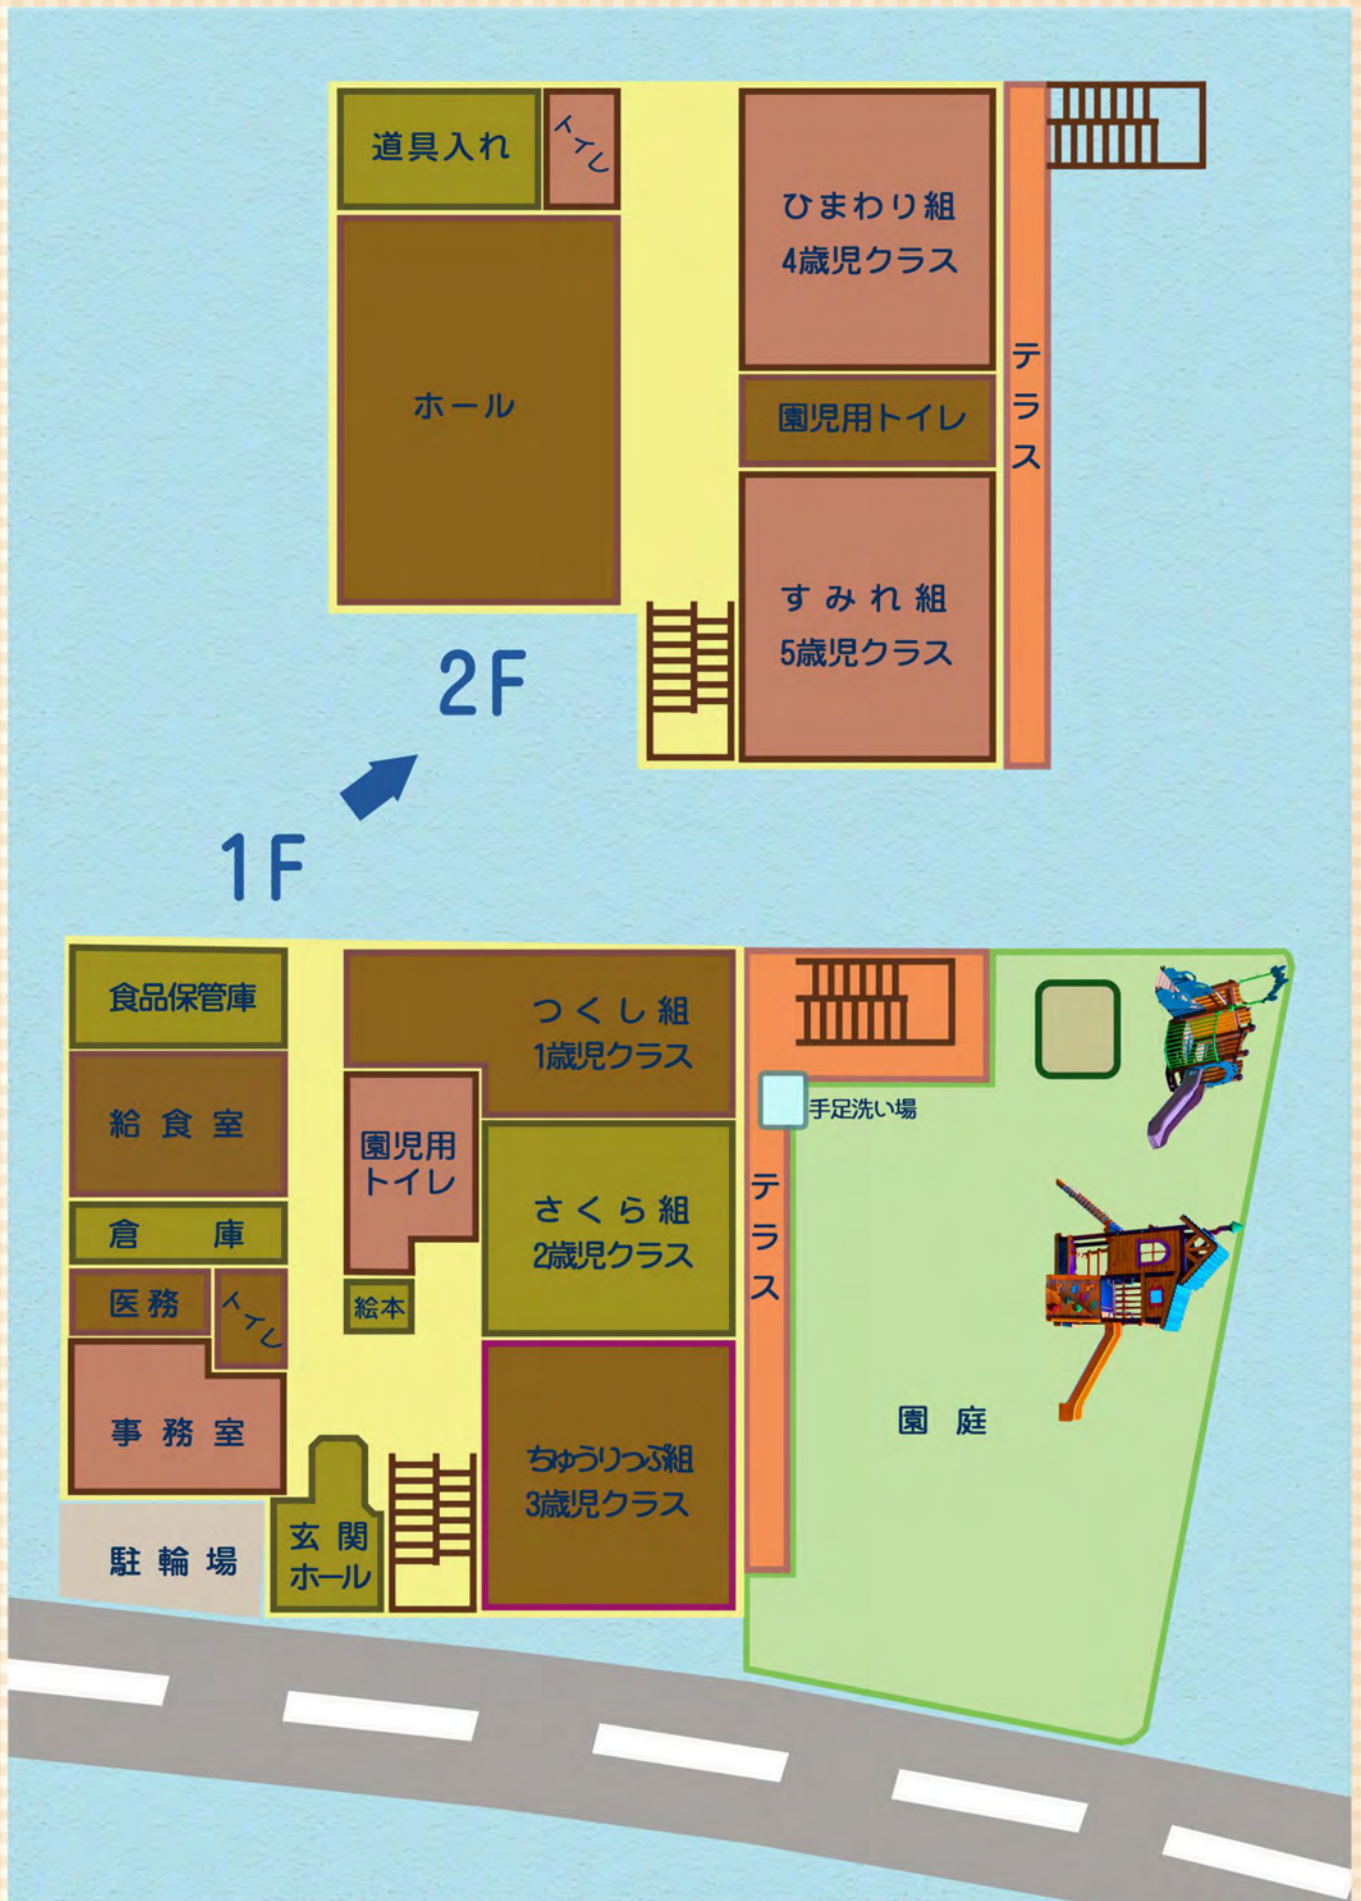 道具入れ
トイレ
ひまわり組
4歳児クラス
ホール
園児用トイレ
テラス
すみれ組
5歳児クラス
2F
1F
食品保管庫
つくし組
1歳児クラス
給食室
園児用
トイレ
手足洗い場
さくら組
2歳児クラス
テラス
倉庫
医務
トイレ
絵本
事務室
園庭
ちゅうりっぷ組
3歳児クラス
玄関
ホール
駐輪場